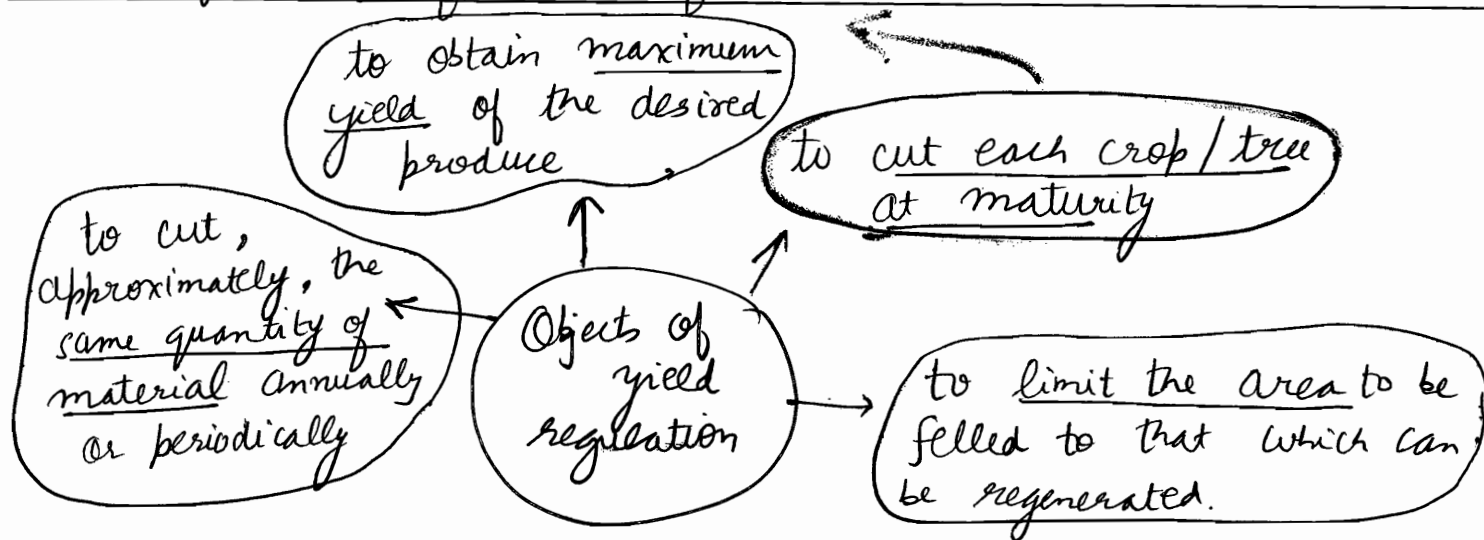 to obtain maximum
yield of the desired
produce
to cut each crop/tree
at maturity
to cut,
approximately, the
same quantity of
material annually
or periodically
Objects of
yield
regulation
to limit the area to be
felled to that which can
be regenerated.